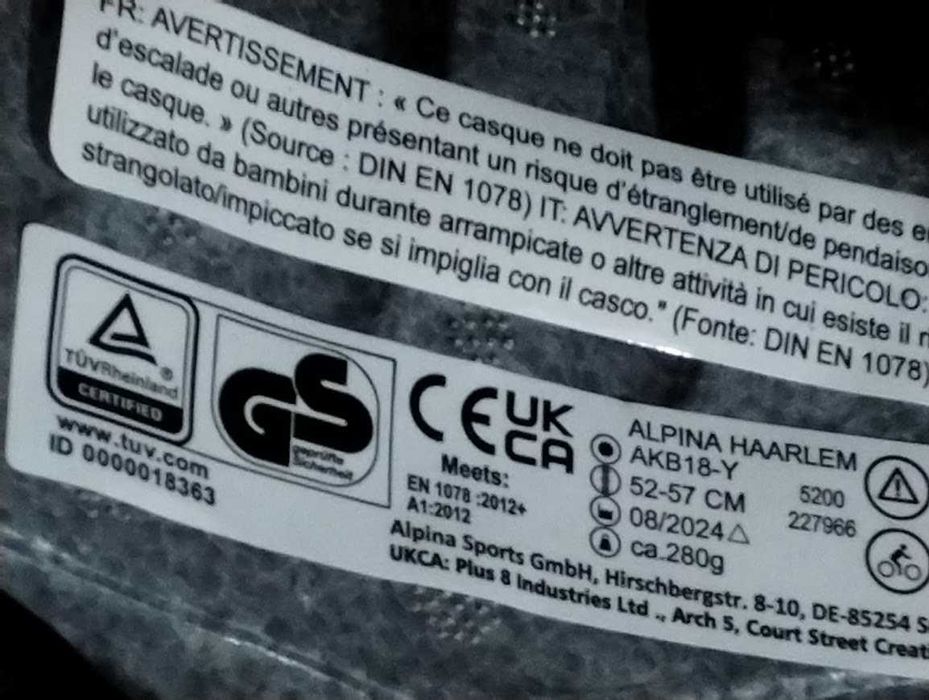 FR: AVERTISSEMENT : « Ce casque ne doit pas être utilisé par des
d'escalade ou autres présentant un risque d'étranglement/de pendaiso
le casque. » (Source : DIN EN 1078) IT: AVVERTENZA DI PERICOLO:
utilizzato da bambini durante arrampicate o altre attività in cui esiste il
strangolato/impiccato se si impiglia con il casco." (Fonte: DIN EN 1078)
TÜVRheinland ®
CERTIFIED
www.tuv.com
ID 0000018363
GS
geprüfte
Sicherheit
CE
UK
CA
Meets:
EN 1078 :2012+
A1:2012
ALPINA HAARLEM
AKB18-Y
52-57 CM
08/2024
ca.280g
5200
227966
Alpina Sports GmbH, Hirschbergstr. 8-10, DE-85254 S
UKCA: Plus 8 Industries Ltd ., Arch 5, Court Street Creat